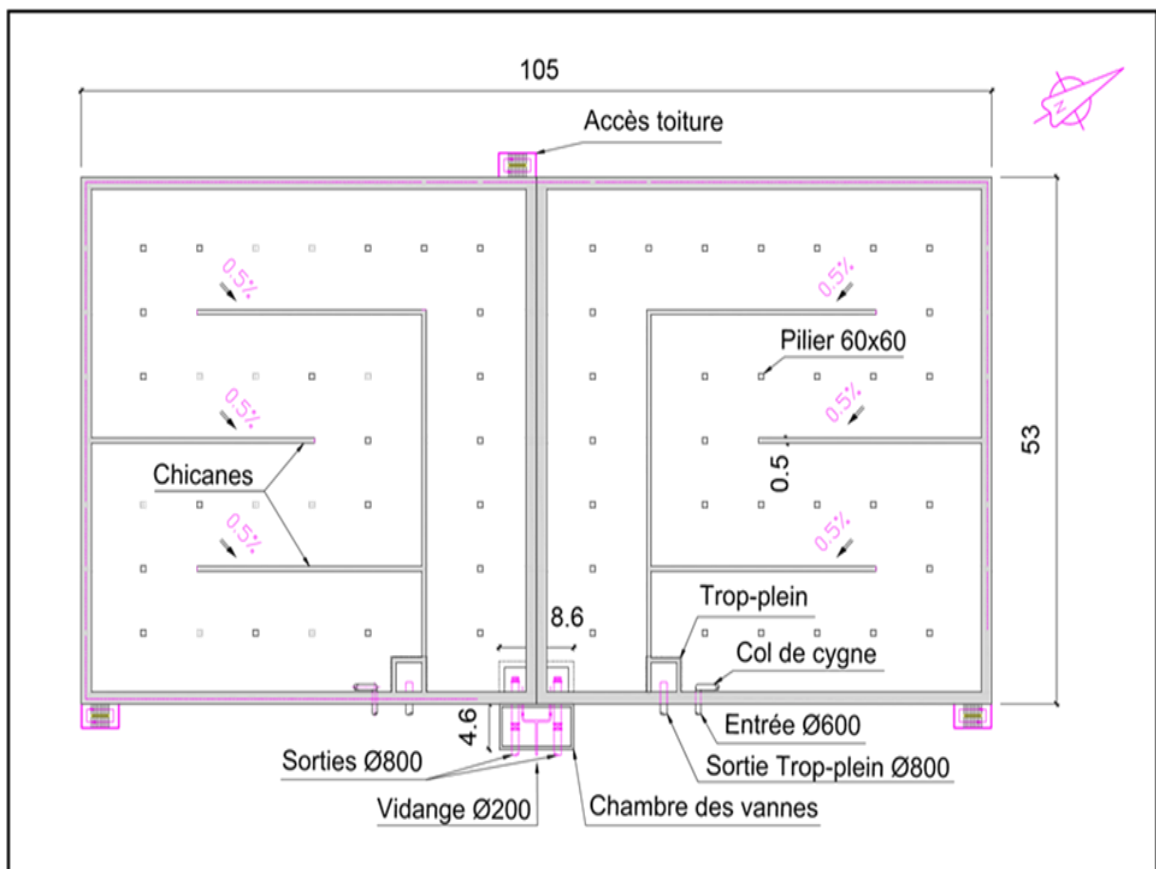 105
N
Accès toiture
0.5%
0.5%
Pilier 60x60
0.5%
0.5%
0.5
53
Chicanes
0.5%
0.5%
Trop-plein
8.6
Col de cygne
4.6
Entrée Ø600
Sorties Ø800
Sortie Trop-plein Ø800
Vidange Ø200
Chambre des vannes